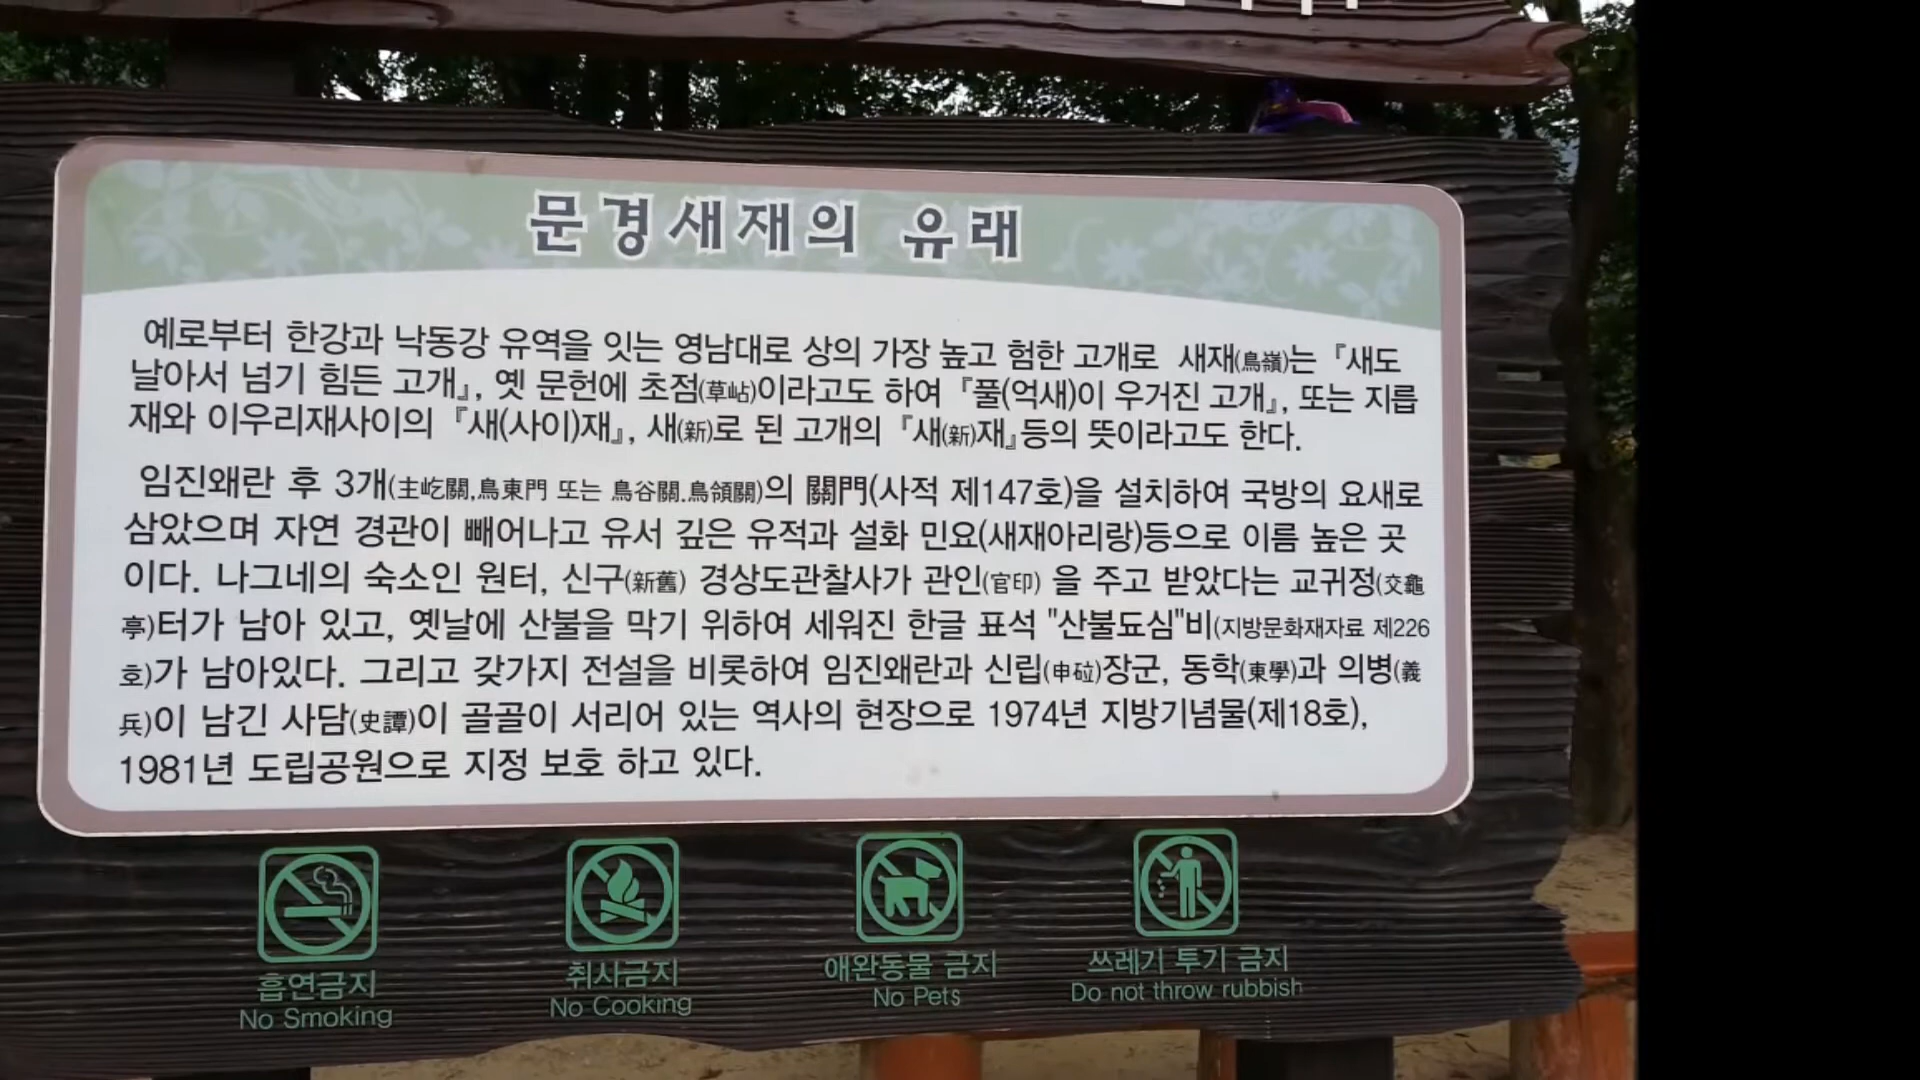 문경새재의 유래
예로부터 한강과 낙동강 유역을 잇는 영남대로 상의 가장 높고 험한 고개로 새재(鳥嶺)는 『새도
날아서 넘기 힘든 고개』, 옛 문헌에 초점(草岾)이라고도 하여 『풀(억새)이 우거진 고개』, 또는 지릅
재와 이우리재사이의 『새(사이)재』, 새(新)로 된 고개의 『새(新)재』등의 뜻이라고도 한다.
임진왜란 후 3개(主屹關,鳥東門 또는 鳥谷關.鳥領關)의 關門(사적 제147호)을 설치하여 국방의 요새로
삼았으며 자연 경관이 빼어나고 유서 깊은 유적과 설화 민요(새재아리랑)등으로 이름 높은 곳
이다. 나그네의 숙소인 원터, 신구(新舊) 경상도관찰사가 관인(官印) 을 주고 받았다는 교귀정(交龜
亭)터가 남아 있고, 옛날에 산불을 막기 위하여 세워진 한글 표석 "산불됴심"비(지방문화재자료 제226
호)가 남아있다. 그리고 갖가지 전설을 비롯하여 임진왜란과 신립(申砬)장군, 동학(東學)과 의병(義
兵)이 남긴 사담(史譚)이 골골이 서리어 있는 역사의 현장으로 1974년 지방기념물(제18호),
1981년 도립공원으로 지정 보호 하고 있다.
흡연금지
No Smoking
취사금지
No Cooking
애완동물 금지
No Pets
쓰레기 투기 금지
Do not throw rubbish